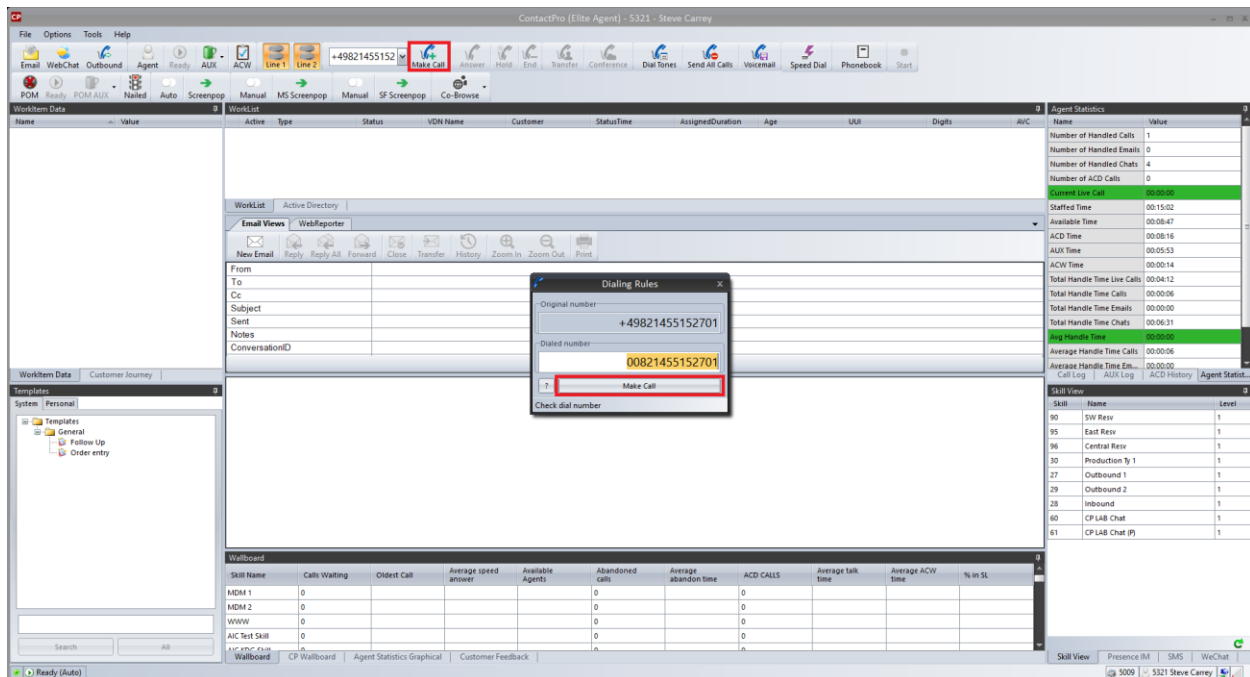 CP ContactPro (Elite Agent) - 5321 - Steve Carrey
File Options Tools Help
Email WebChat Outbound Agent Ready AUX ACW Line 1 Line 2 +49821455152 Make Call Answer Hold End Transfer Conference Dial Tones Send All Calls Voicemail Speed Dial Phonebook Start
POM Ready POM AUX Nailed Auto Screenpop Manual MS Screenpop Manual SF Screenpop Co-Browse
WorkItem Data
Name Value
WorkItem Data Customer Journey
WorkList
Active Type Status VDN Name Customer StatusTime AssignedDuration Age UUI Digits AVC
WorkList Active Directory
Email Views WebReporter
New Email Reply Reply All Forward Close Transfer History Zoom In Zoom Out Print
From
To
Cc
Subject
Sent
Notes
ConversationID
Dialing Rules x
Original number
+49821455152701
Dialed number
00821455152701
? Make Call
Check dial number
Agent Statistics
Name Value
Number of Handled Calls 1
Number of Handled Emails 0
Number of Handled Chats 4
Number of ACD Calls 0
Current Live Call 00:00:00
Staffed Time 00:15:02
Available Time 00:08:47
ACD Time 00:08:16
AUX Time 00:05:53
ACW Time 00:00:14
Total Handle Time Live Calls 00:04:12
Total Handle Time Calls 00:00:06
Total Handle Time Emails 00:00:00
Total Handle Time Chats 00:06:31
Avg Handle Time 00:00:00
Average Handle Time Calls 00:00:06
Average Handle Time Em... 00:00:00
Call Log AUX Log ACD History Agent Statist...
Templates
System Personal
Templates
General
Follow Up
Order entry
Search All
Skill View
Skill Name Level
90 SW Resv 1
95 East Resv 1
96 Central Resv 1
30 Production Ty 1 1
27 Outbound 1 1
29 Outbound 2 1
28 Inbound 1
60 CP LAB Chat 1
61 CP LAB Chat (P) 1
Skill View Presence IM SMS WeChat
Wallboard
Skill Name Calls Waiting Oldest Call Average speed answer Available Agents Abandoned calls Average abandon time ACD CALLS Average talk time Average ACW time % in SL
MDM 1 0 0 0
MDM 2 0 0 0
WWW 0 0 0
AIC Test Skill 0 0 0
Wallboard CP Wallboard Agent Statistics Graphical Customer Feedback
Ready (Auto) 5009 5321 Steve Carrey